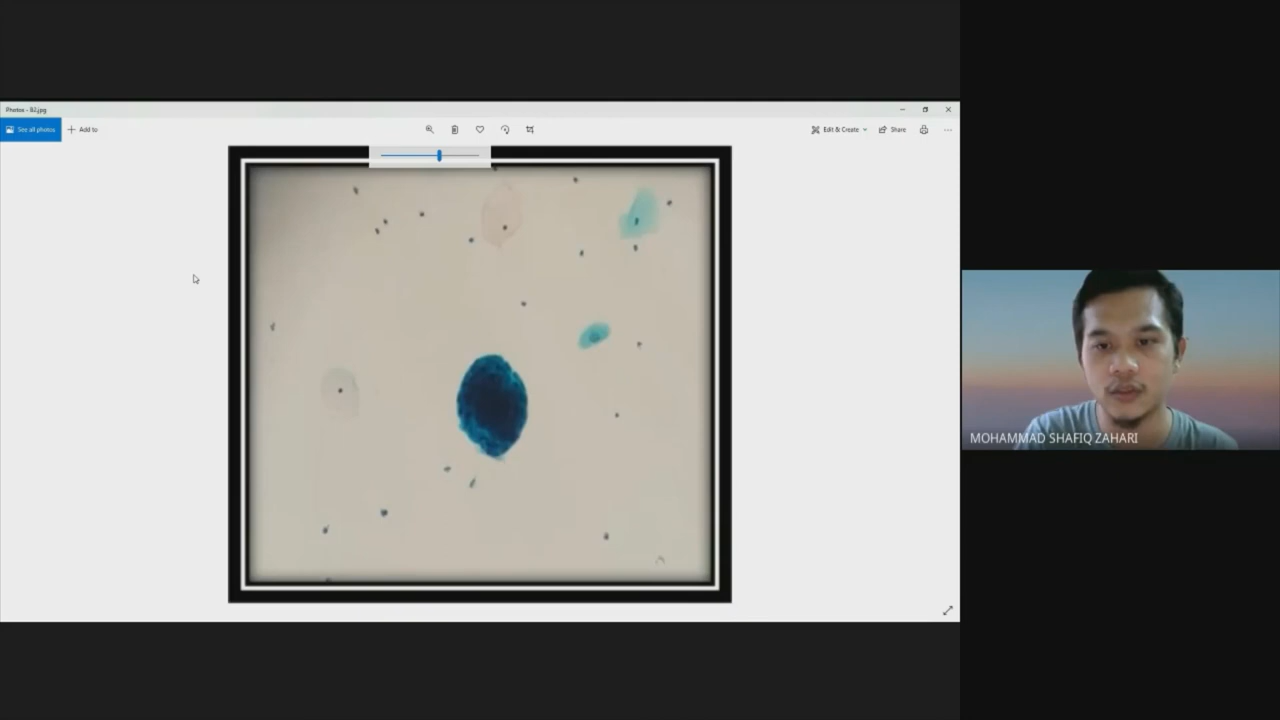 Photos - B2.jpg
See all photos
Add to
Edit & Create
Share
MOHAMMAD SHAFIQ ZAHARI